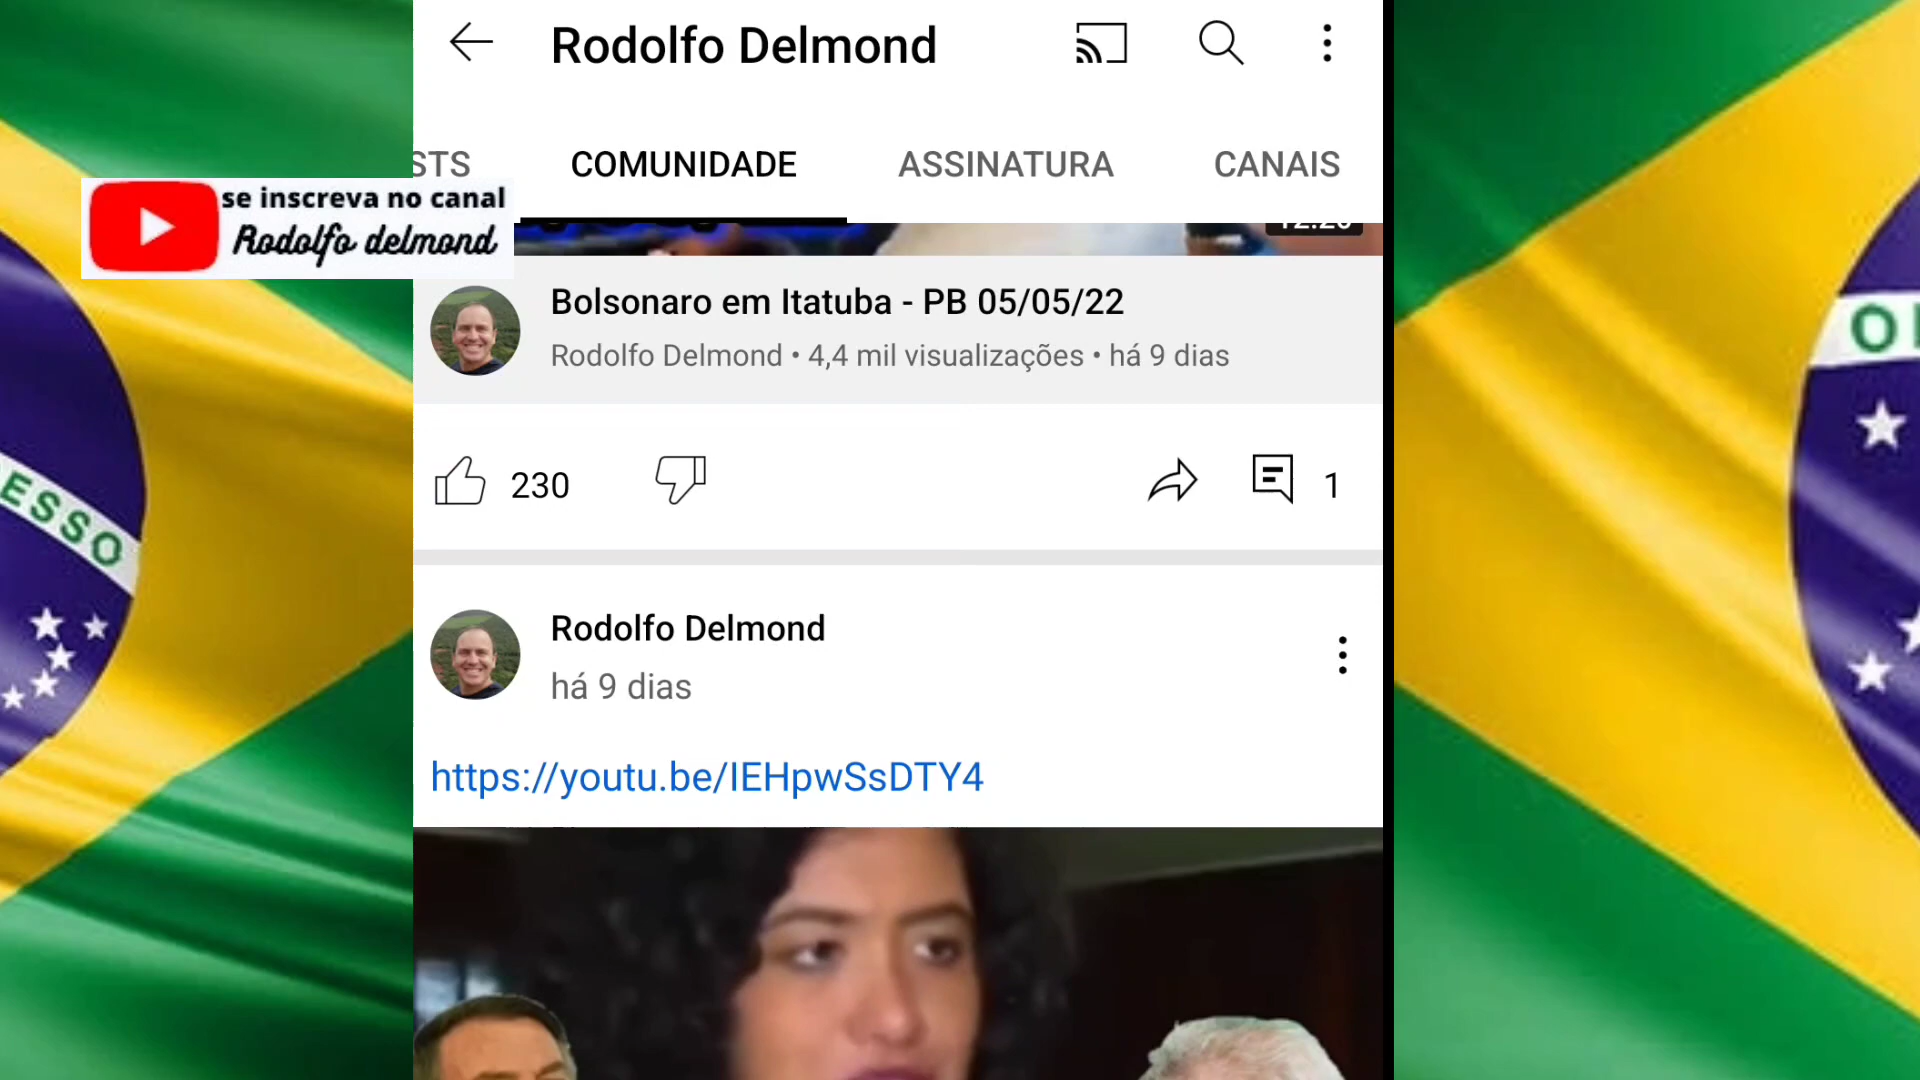 Rodolfo Delmond
STS COMUNIDADE ASSINATURA CANAIS
se inscreva no canal
Rodolfo delmond
Bolsonaro em Itatuba - PB 05/05/22
Rodolfo Delmond • 4,4 mil visualizações • há 9 dias
230
1
Rodolfo Delmond
há 9 dias
https://youtu.be/IEHpwSsDTY4
ESSO
O